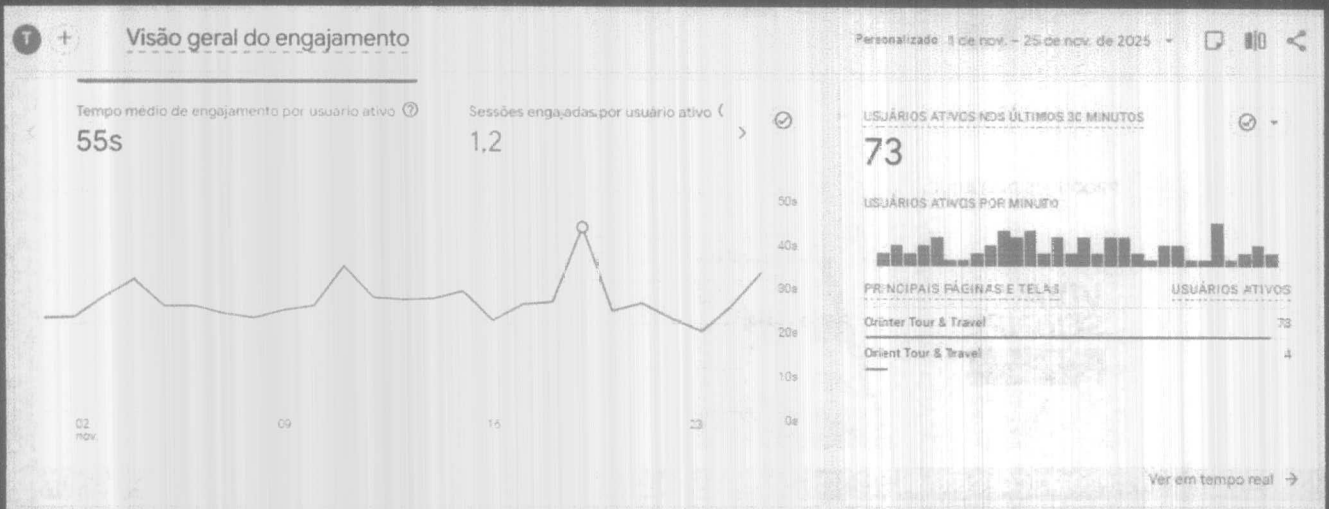 T + Visão geral do engajamento
Personalizado 1 de nov. – 25 de nov. de 2025
Tempo médio de engajamento por usuário ativo
55s
Sessões engajadas por usuário ativo (
1,2
50s
40s
30s
20s
10s
0s
02
nov.
09
16
23
USUÁRIOS ATIVOS NOS ÚLTIMOS 30 MINUTOS
73
USUÁRIOS ATIVOS POR MINUTO
PRINCIPAIS PÁGINAS E TELAS USUÁRIOS ATIVOS
Orinter Tour & Travel 73
Orient Tour & Travel 4
Ver em tempo real →